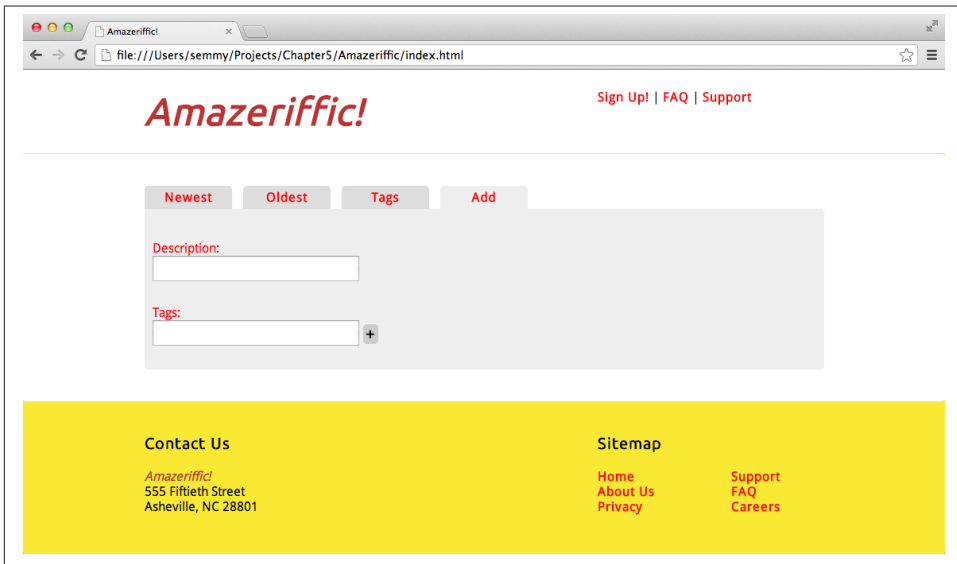 Amazeriffic!
file:///Users/semmy/Projects/Chapter5/Amazeriffic/index.html
Amazeriffic!
Sign Up! | FAQ | Support
Newest Oldest Tags Add
Description:
Tags:
+
Contact Us
Amazeriffic!
555 Fiftieth Street
Asheville, NC 28801
Sitemap
Home Support
About Us FAQ
Privacy Careers